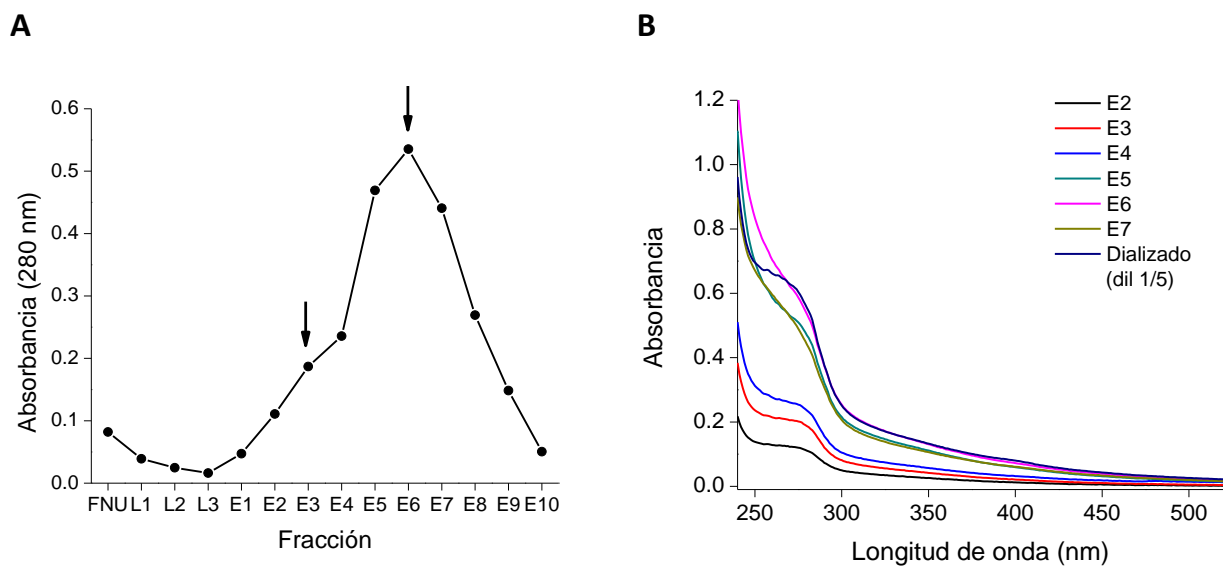 A
Absorbancia (280 nm)
0.6
0.5
0.4
0.3
0.2
0.1
0.0
FNU L1 L2 L3 E1 E2 E3 E4 E5 E6 E7 E8 E9 E10
Fracción
B
Absorbancia
1.2
1.0
0.8
0.6
0.4
0.2
0.0
250 300 350 400 450 500
Longitud de onda (nm)
E2
E3
E4
E5
E6
E7
Dializado
(dil 1/5)